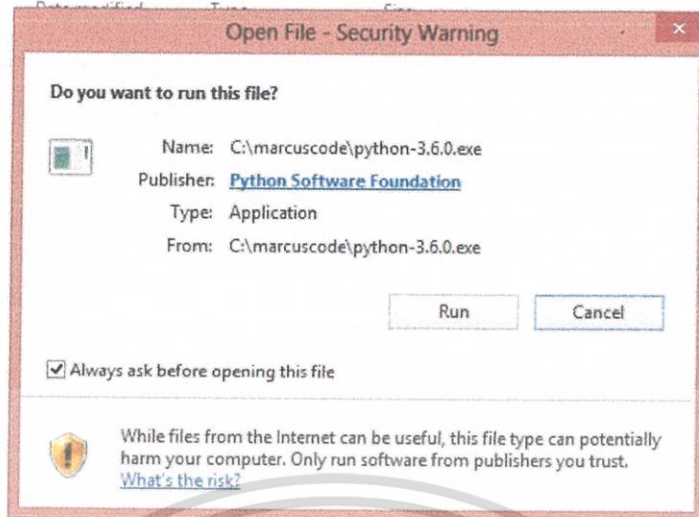 Open File - Security Warning
Do you want to run this file?
Name: C:\marcuscode\python-3.6.0.exe
Publisher: Python Software Foundation
Type: Application
From: C:\marcuscode\python-3.6.0.exe
Run Cancel
Always ask before opening this file
While files from the Internet can be useful, this file type can potentially
harm your computer. Only run software from publishers you trust.
What's the risk?